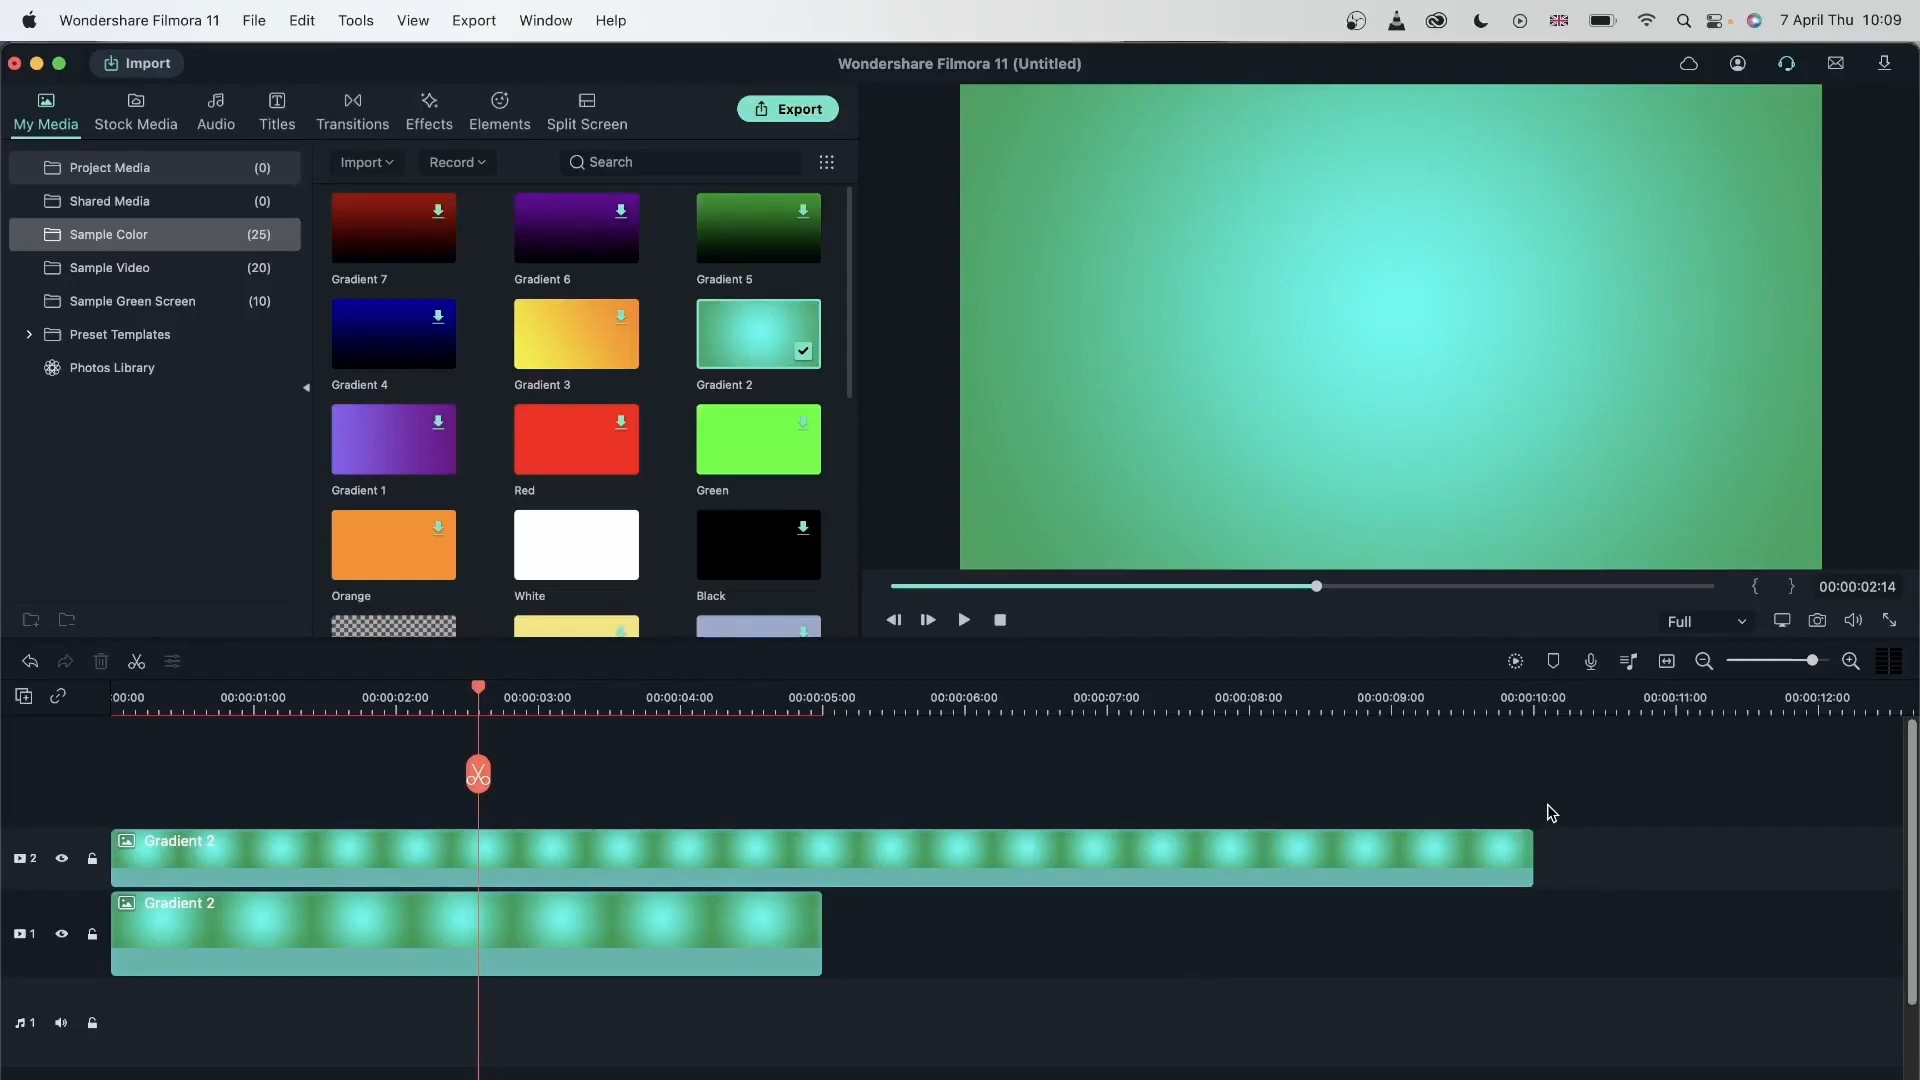 Wondershare Filmora 11 File Edit Tools View Export Window Help 7 April Thu 10:09
Import Wondershare Filmora 11 (Untitled)
My Media Stock Media Audio Titles Transitions Effects Elements Split Screen Export
Import Record Search
Project Media (0)
Shared Media (0)
Sample Color (25)
Sample Video (20)
Sample Green Screen (10)
Preset Templates
Photos Library
Gradient 7 Gradient 6 Gradient 5
Gradient 4 Gradient 3 Gradient 2
Gradient 1 Red Green
Orange White Black
{ } 00:00:02:14
Full
:00:00 00:00:01:00 00:00:02:00 00:00:03:00 00:00:04:00 00:00:05:00 00:00:06:00 00:00:07:00 00:00:08:00 00:00:09:00 00:00:10:00 00:00:11:00 00:00:12:00
2 Gradient 2
1 Gradient 2
1